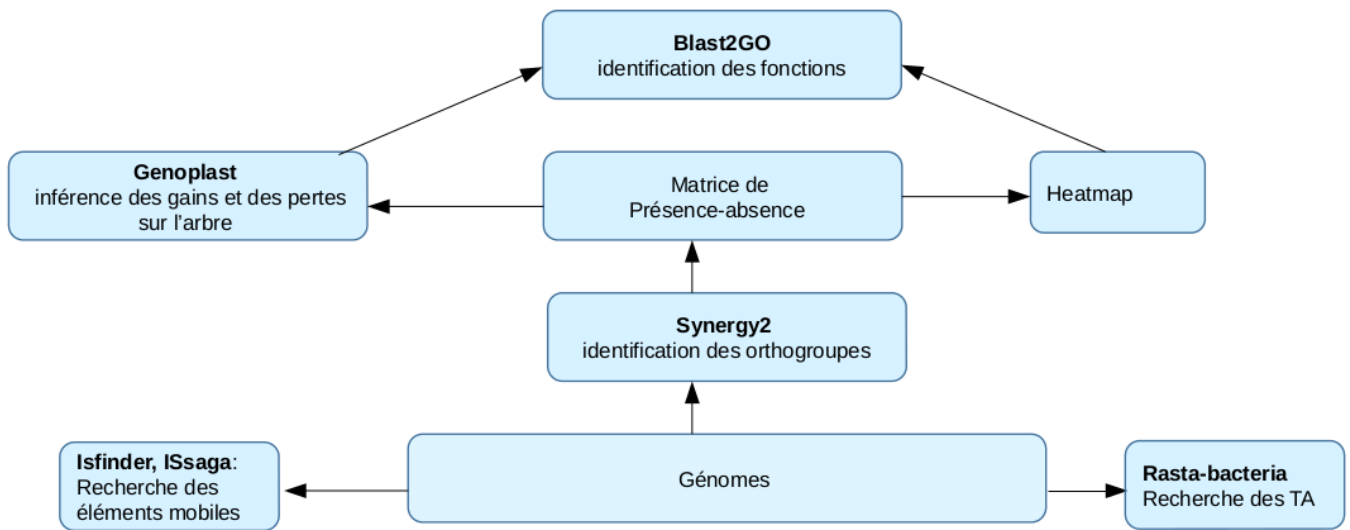 Blast2GO
identification des fonctions
Genoplast
inférence des gains et des pertes
sur l'arbre
Matrice de
Présence-absence
Heatmap
Synergy2
identification des orthogroupes
Isfinder, ISsaga:
Recherche des
éléments mobiles
Génomes
Rasta-bacteria
Recherche des TA